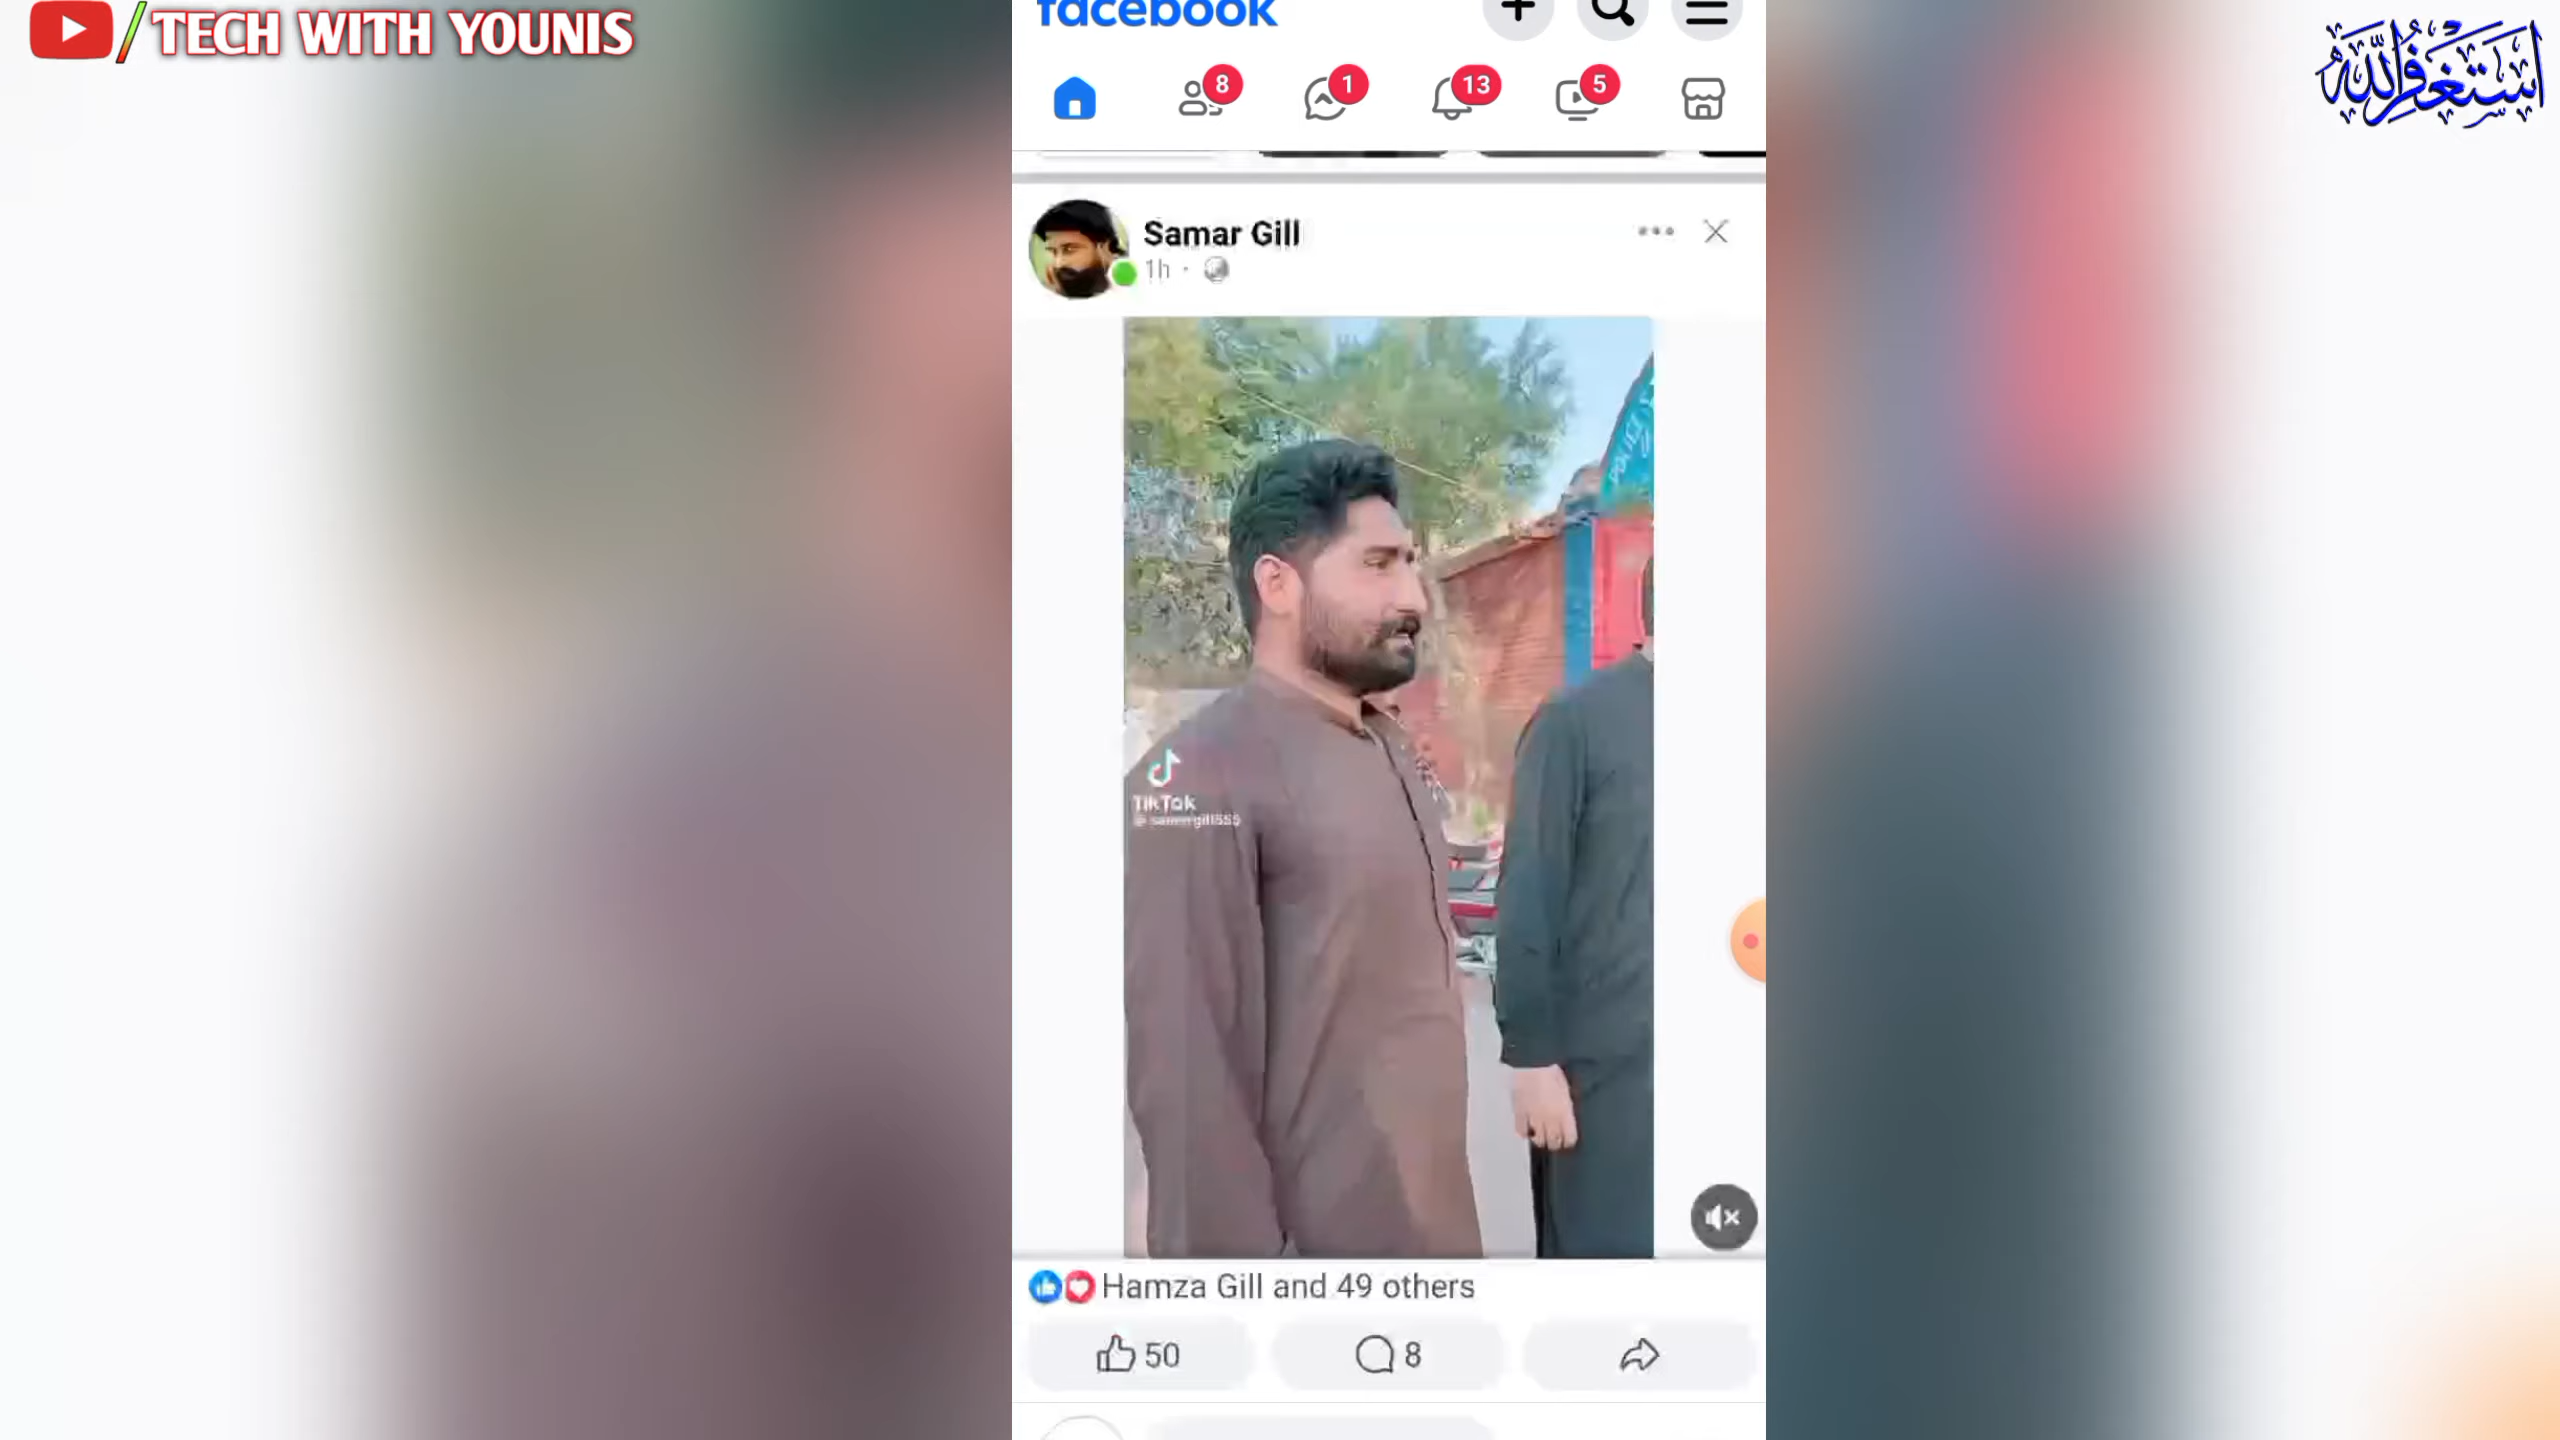 TECH WITH YOUNIS
استغفرالله
facebook
8
1
13
5
Samar Gill
1h
TikTok
Hamza Gill and 49 others
50
8